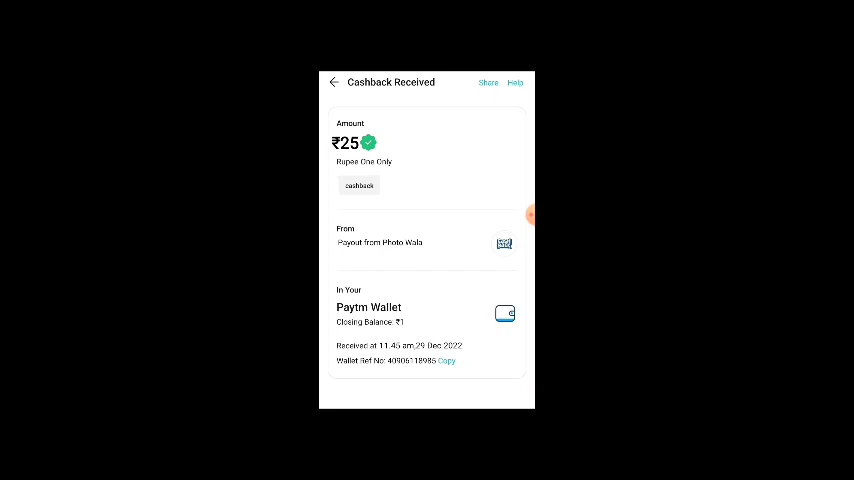 Cashback Received Share Help
Amount
₹25
Rupee One Only
cashback
From
Payout from Photo Wala
In Your
Paytm Wallet
Closing Balance: ₹1
Received at 11.45 am,29 Dec 2022
Wallet Ref No: 40906118985 Copy